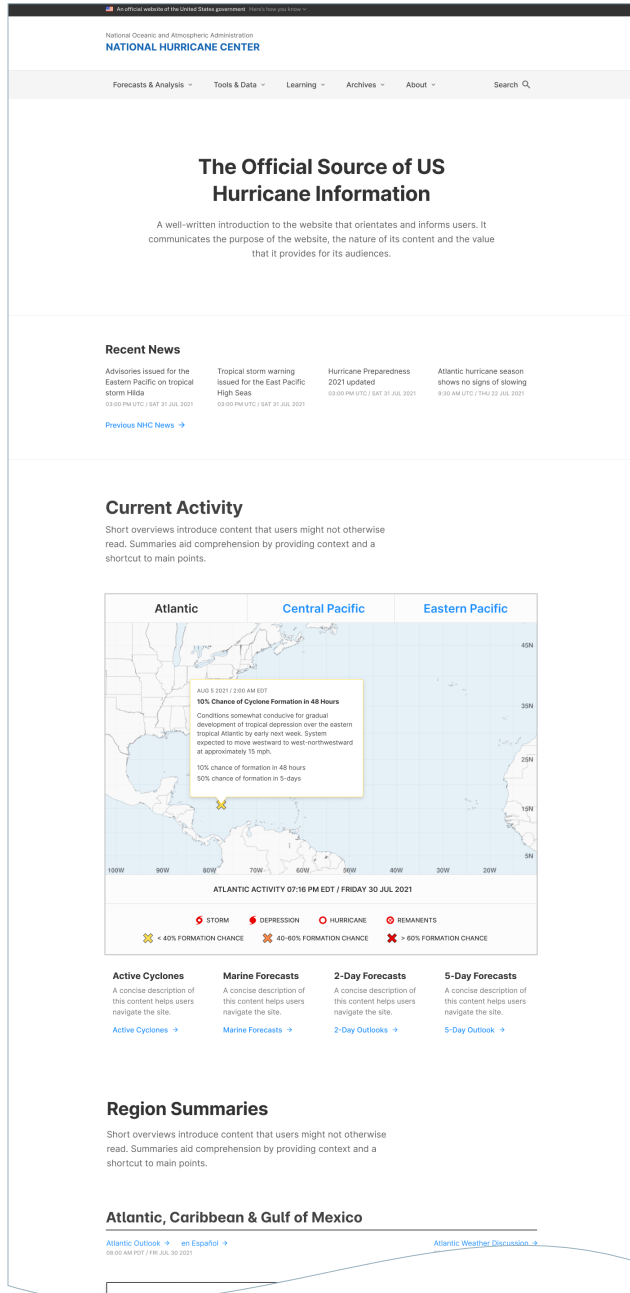 An official website of the United States government Here's how you know
National Oceanic and Atmospheric Administration
NATIONAL HURRICANE CENTER
Forecasts & Analysis Tools & Data Learning Archives About Search
The Official Source of US
Hurricane Information
A well-written introduction to the website that orientates and informs users. It
communicates the purpose of the website, the nature of its content and the value
that it provides for its audiences.
Recent News
Advisories issued for the
Eastern Pacific on tropical
storm Hilda
03:00 PM UTC / SAT 31 JUL 2021
Tropical storm warning
issued for the East Pacific
High Seas
03:00 PM UTC / SAT 31 JUL 2021
Hurricane Preparedness
2021 updated
03:00 PM UTC / SAT 31 JUL 2021
Atlantic hurricane season
shows no signs of slowing
9:30 AM UTC / THU 22 JUL 2021
Previous NHC News →
Current Activity
Short overviews introduce content that users might not otherwise
read. Summaries aid comprehension by providing context and a
shortcut to main points.
Atlantic Central Pacific Eastern Pacific
45N
AUG 5 2021 / 2:00 AM EDT
10% Chance of Cyclone Formation in 48 Hours
Conditions somewhat conducive for gradual
development of tropical depression over the eastern
tropical Atlantic by early next week. System
expected to move westward to west-northwestward
at approximately 15 mph.
10% chance of formation in 48 hours
50% chance of formation in 5-days
35N
25N
15N
5N
100W 90W 80W 70W 60W 50W 40W 30W 20W
ATLANTIC ACTIVITY 07:16 PM EDT / FRIDAY 30 JUL 2021
STORM DEPRESSION HURRICANE REMANENTS
< 40% FORMATION CHANCE 40-60% FORMATION CHANCE > 60% FORMATION CHANCE
Active Cyclones
A concise description of
this content helps users
navigate the site.
Active Cyclones →
Marine Forecasts
A concise description of
this content helps users
navigate the site.
Marine Forecasts →
2-Day Forecasts
A concise description of
this content helps users
navigate the site.
2-Day Outlooks →
5-Day Forecasts
A concise description of
this content helps users
navigate the site.
5-Day Outlook →
Region Summaries
Short overviews introduce content that users might not otherwise
read. Summaries aid comprehension by providing context and a
shortcut to main points.
Atlantic, Caribbean & Gulf of Mexico
Atlantic Outlook → en Español → Atlantic Weather Discussion →
08:00 AM PDT / FRI JUL 30 2021